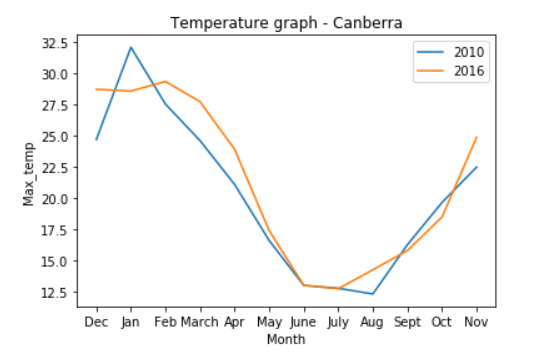 Temperature graph - Canberra
2010
2016
32.5
30.0
27.5
25.0
22.5
20.0
17.5
15.0
12.5
Max_temp
Dec Jan Feb March Apr May June July Aug Sept Oct Nov
Month